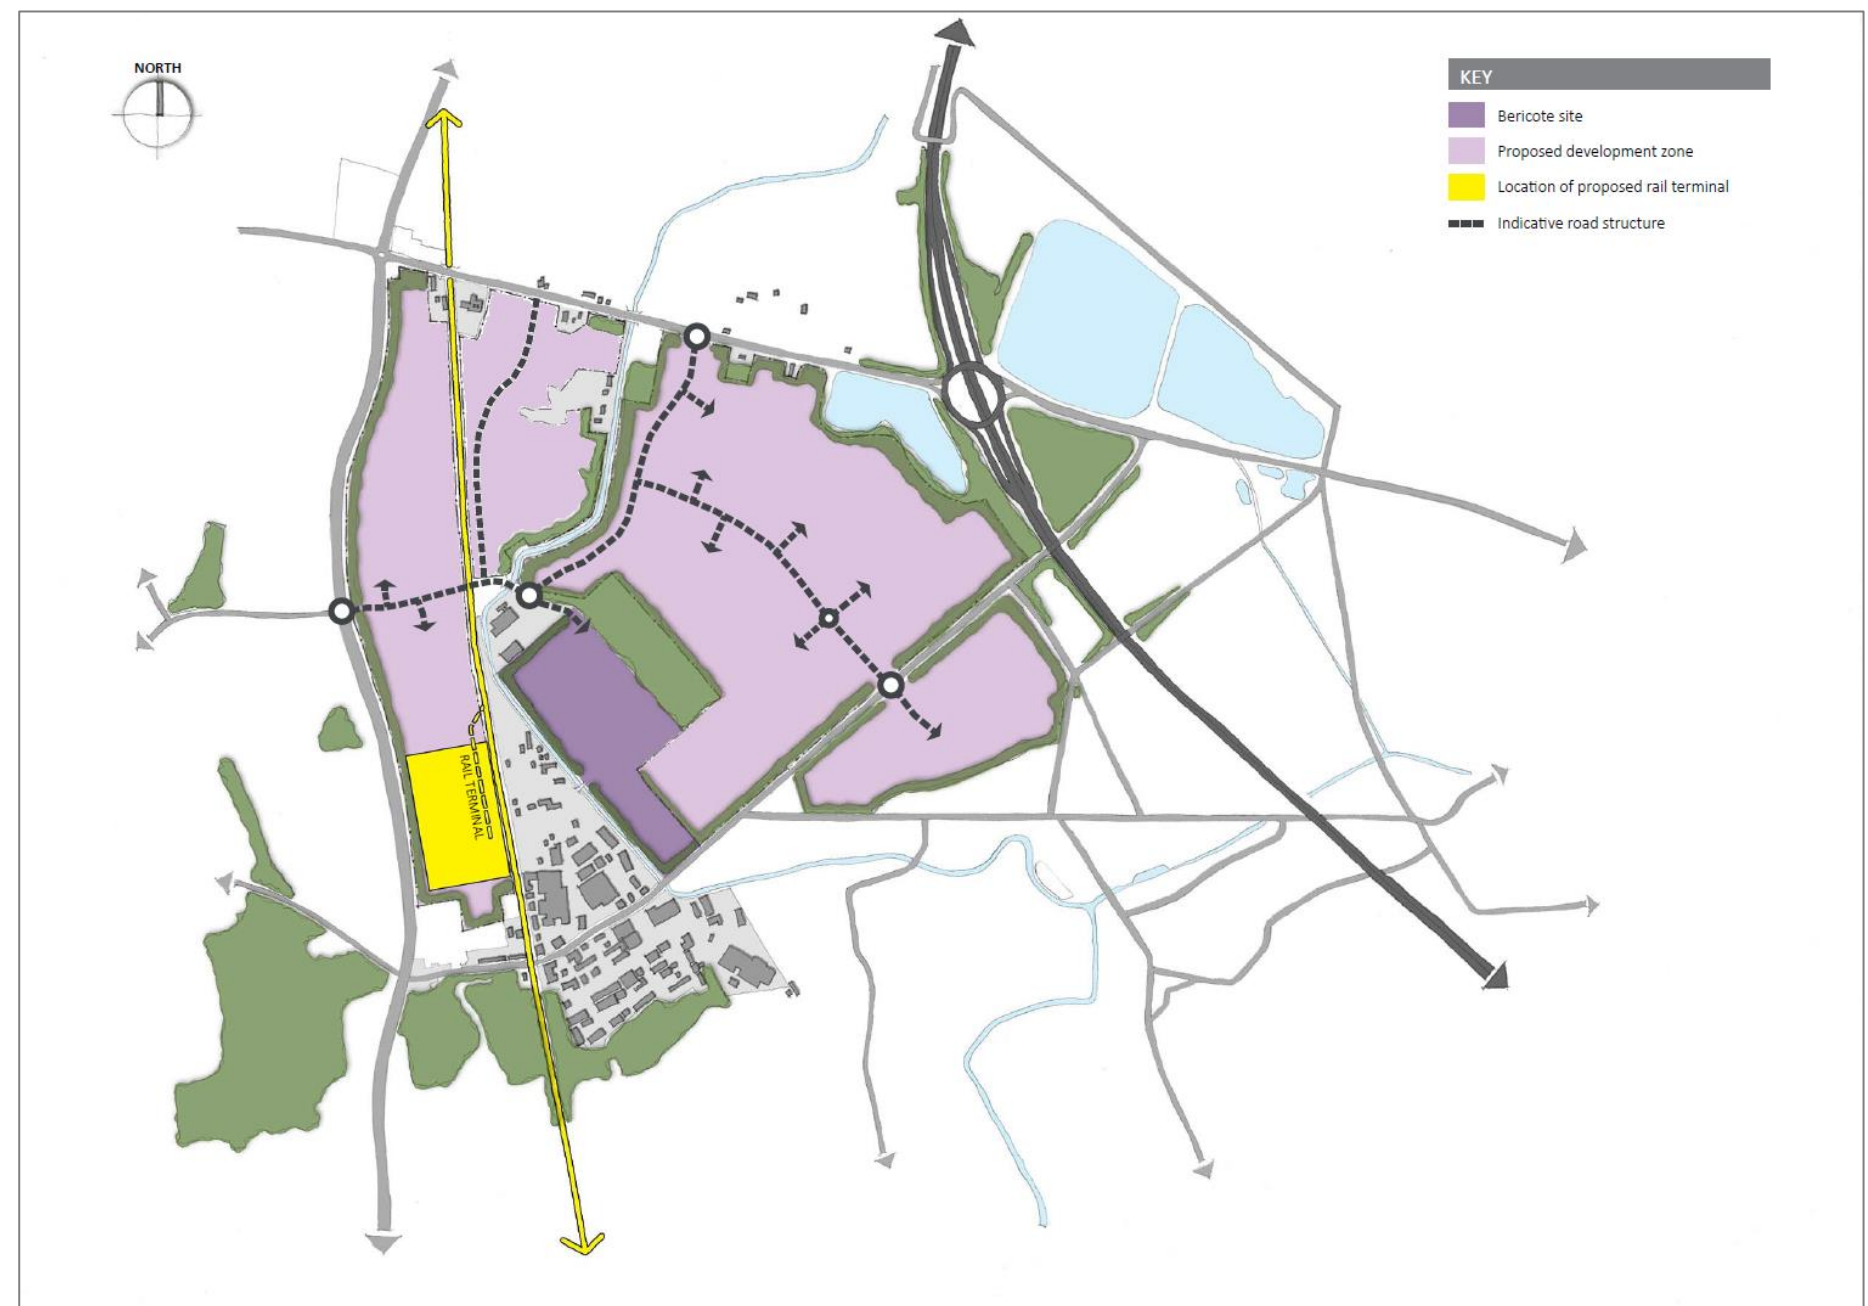 NORTH
KEY
Bericote site
Proposed development zone
Location of proposed rail terminal
Indicative road structure
RAIL TERMINAL